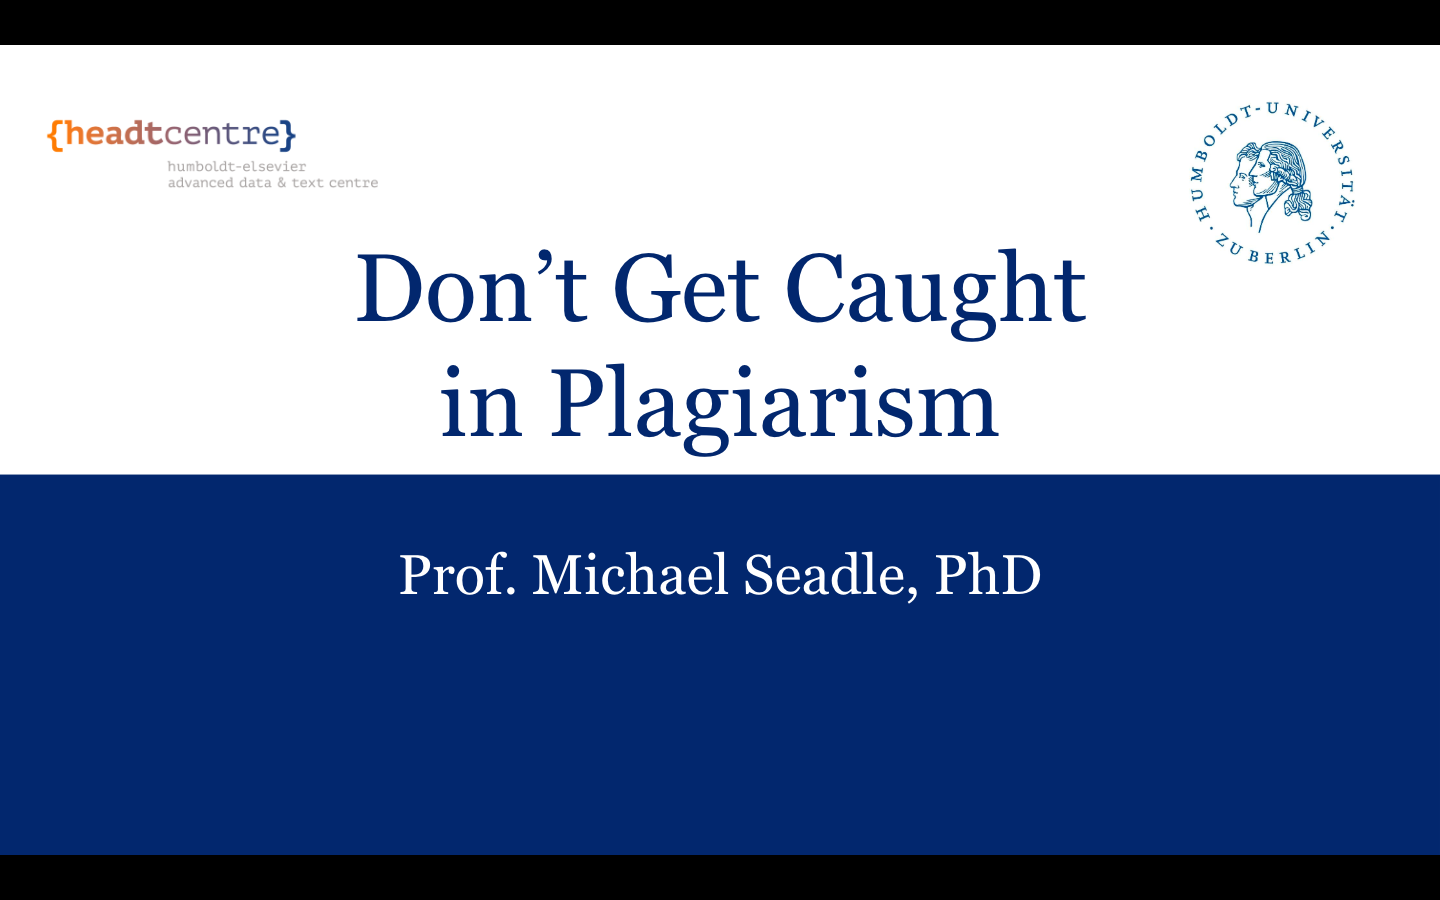 {headtcentre}
humboldt-elsevier
advanced data & text centre
HUMBOLDT-UNIVERSITÄT · ZU BERLIN ·
Don’t Get Caught
in Plagiarism
Prof. Michael Seadle, PhD